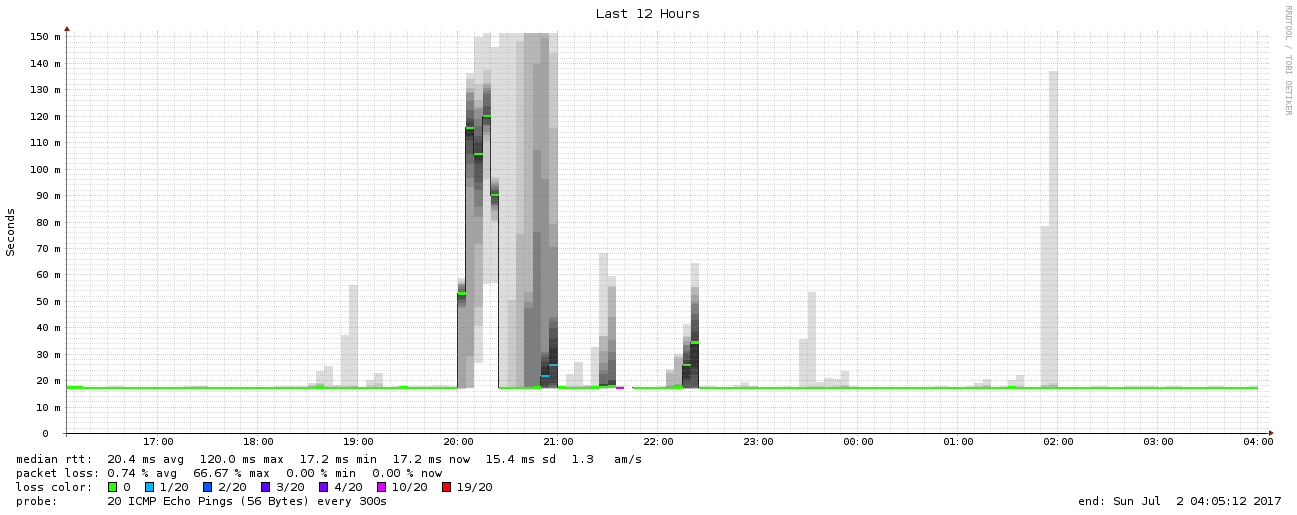 Last 12 Hours
RRDTOOL / TOBI OETIKER
Seconds
150 m
140 m
130 m
120 m
110 m
100 m
90 m
80 m
70 m
60 m
50 m
40 m
30 m
20 m
10 m
0
17:00 18:00 19:00 20:00 21:00 22:00 23:00 00:00 01:00 02:00 03:00 04:00
median rtt: 20.4 ms avg 120.0 ms max 17.2 ms min 17.2 ms now 15.4 ms sd 1.3 am/s
packet loss: 0.74 % avg 66.67 % max 0.00 % min 0.00 % now
loss color: 0 1/20 2/20 3/20 4/20 10/20 19/20
probe: 20 ICMP Echo Pings (56 Bytes) every 300s end: Sun Jul 2 04:05:12 2017